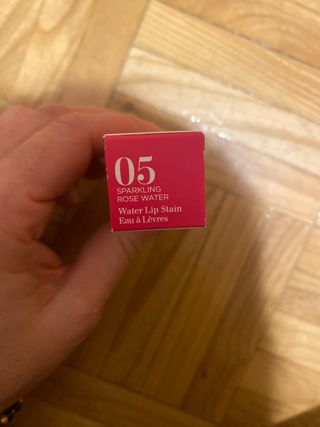 05
SPARKLING
ROSE WATER
Water Lip Stain
Eau à Lèvres